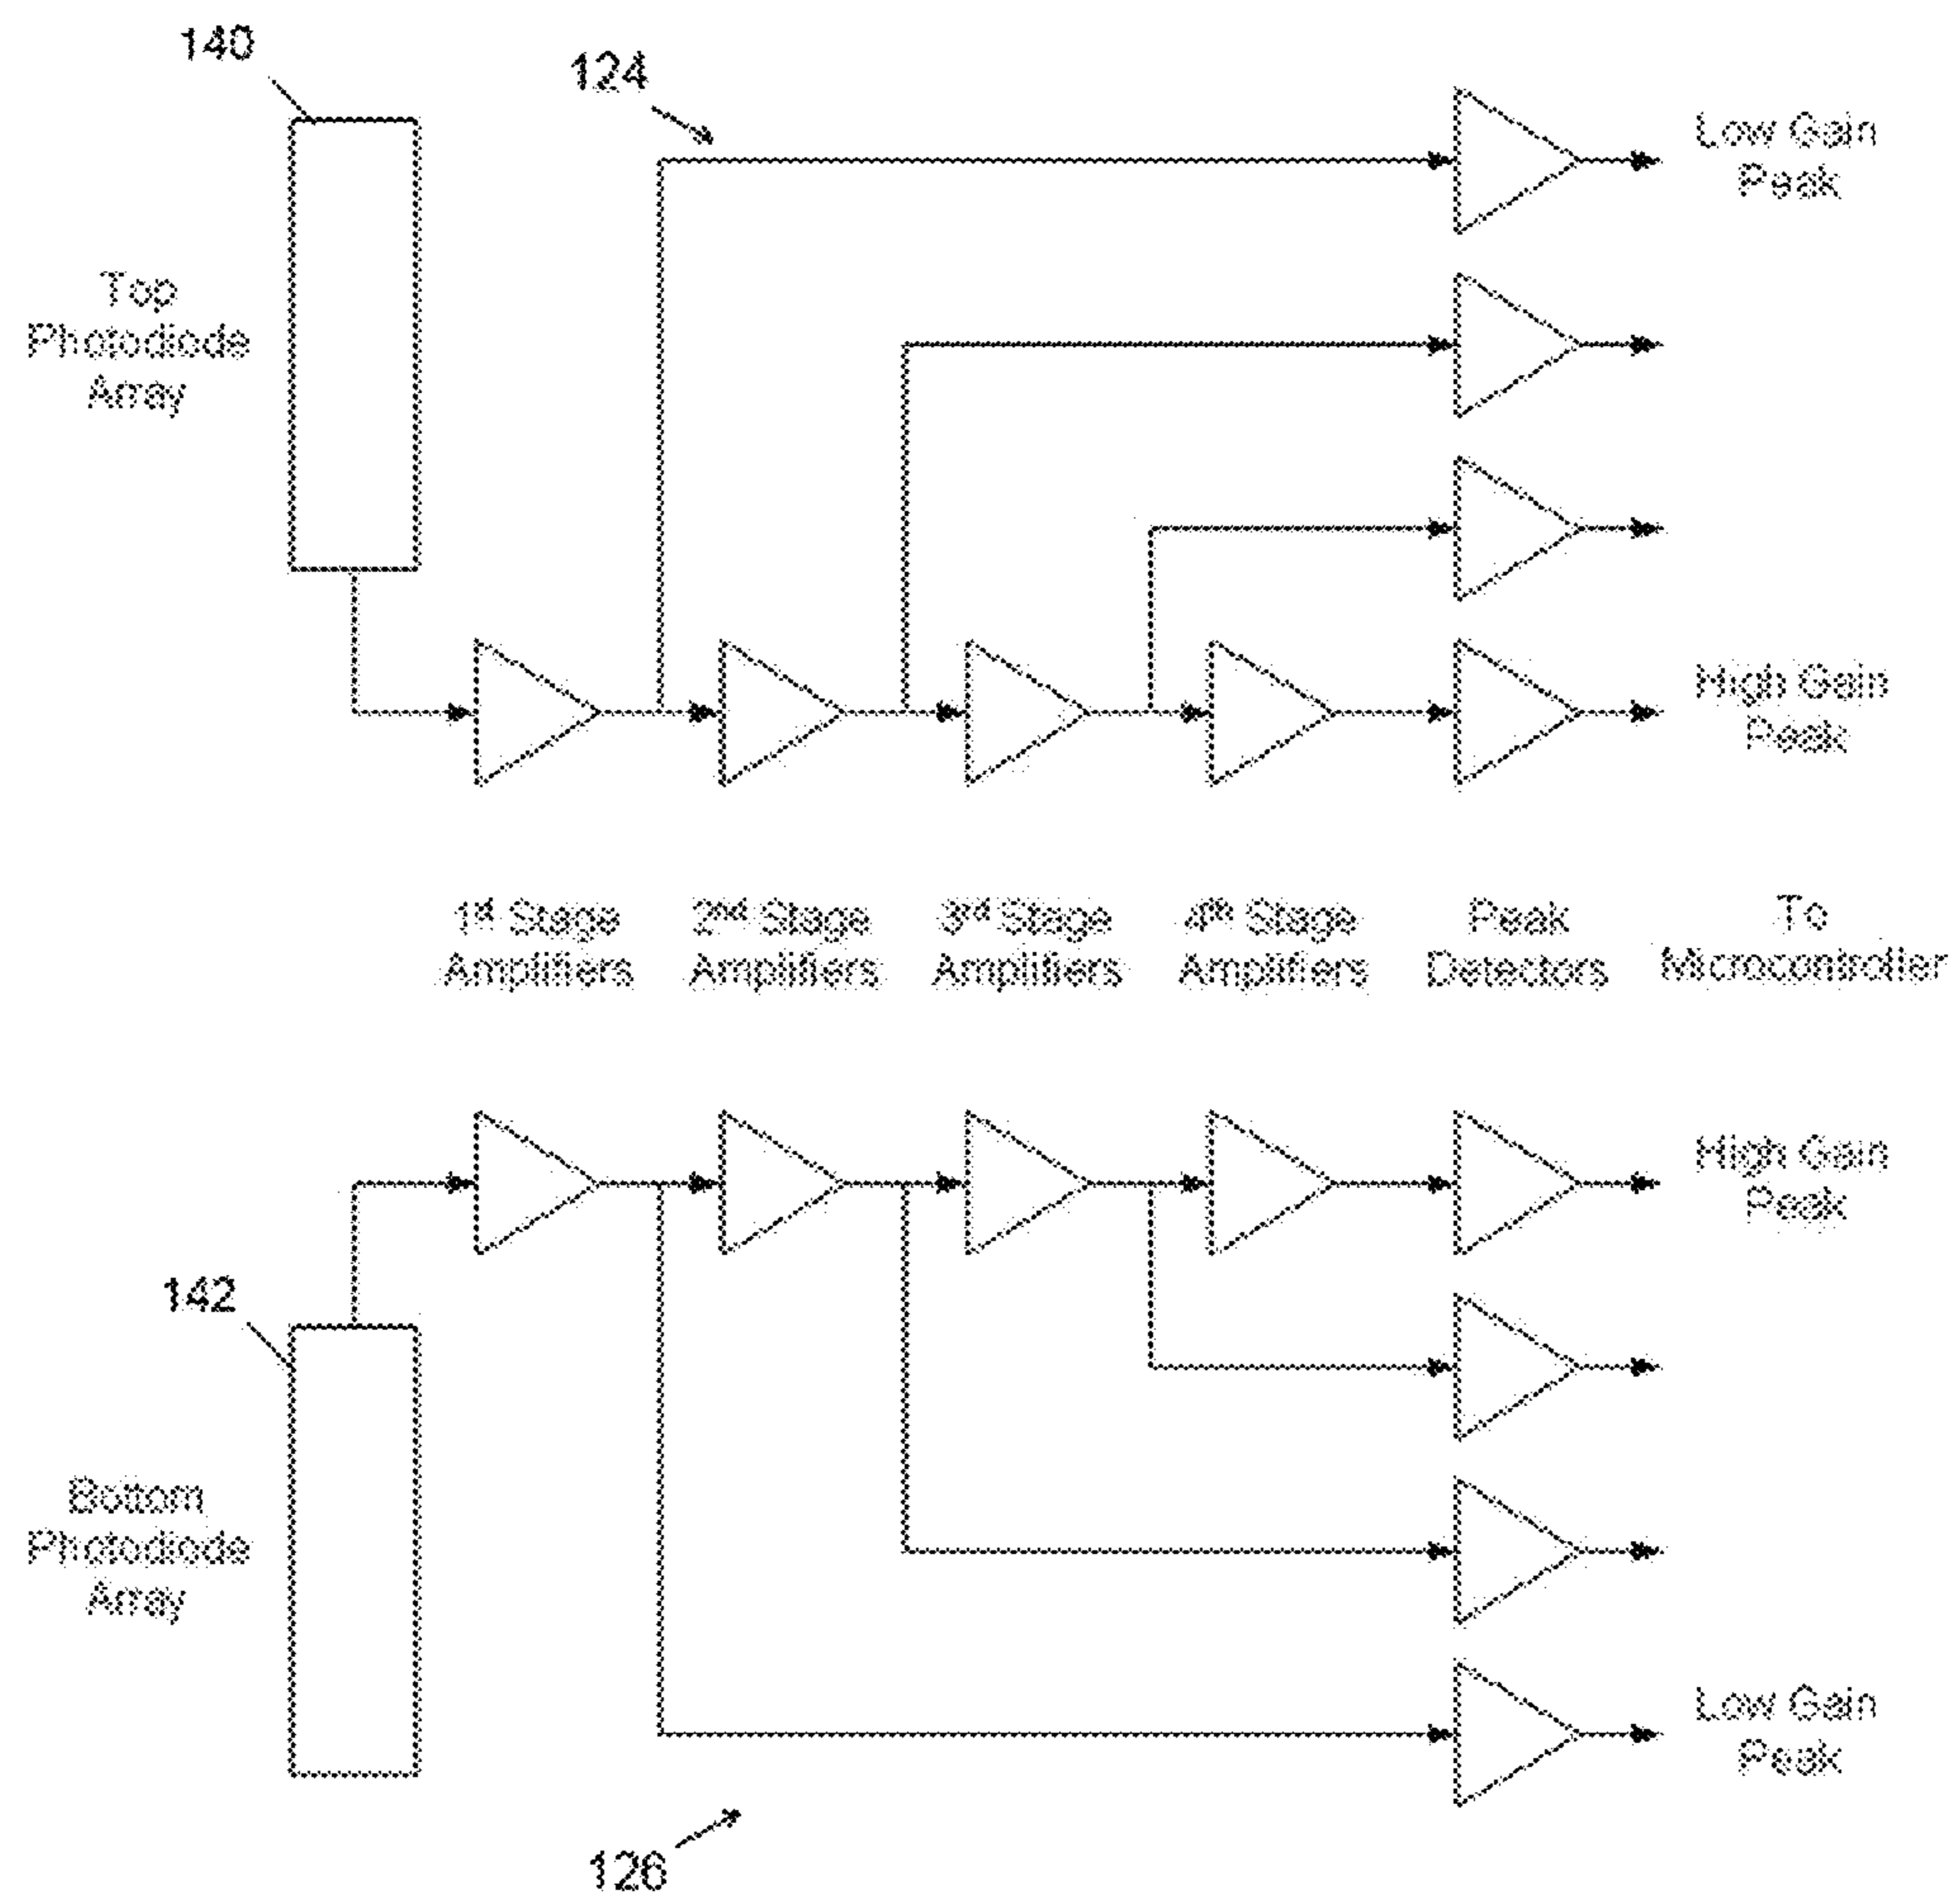 140
124
Low Gain
Peak
Top
Photodiode
Array
High Gain
Peak
1st Stage
Amplifiers
2nd Stage
Amplifiers
3rd Stage
Amplifiers
4th Stage
Amplifiers
Peak
Detectors
To
Microcontroller
High Gain
Peak
142
Bottom
Photodiode
Array
Low Gain
Peak
126